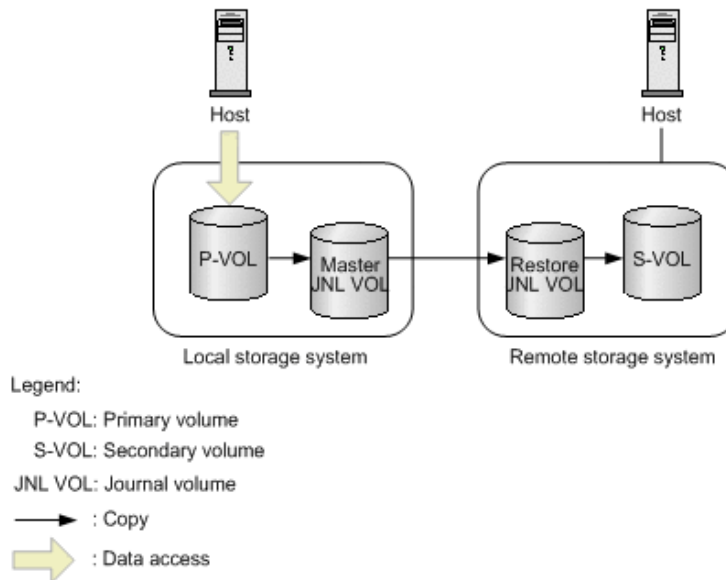 Host
Host
P-VOL
Master
JNL VOL
Restore
JNL VOL
S-VOL
Local storage system
Remote storage system
Legend:
P-VOL: Primary volume
S-VOL: Secondary volume
JNL VOL: Journal volume
: Copy
: Data access